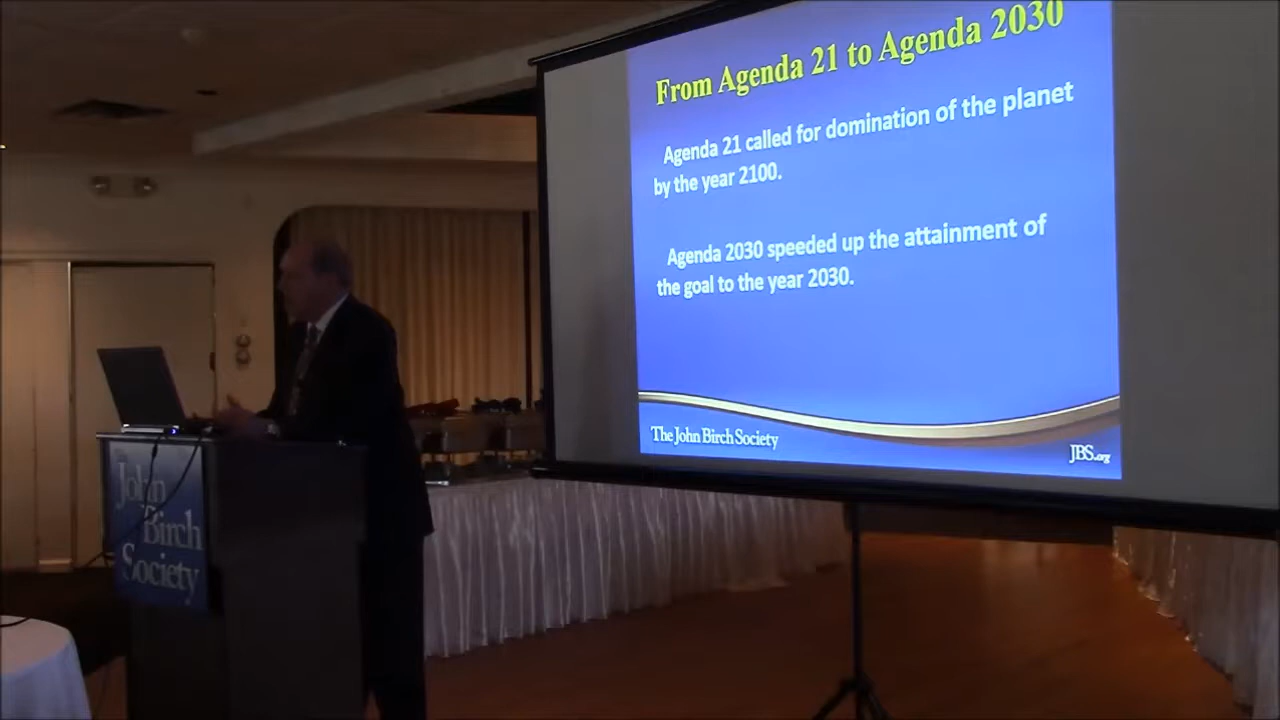 From Agenda 21 to Agenda 2030
Agenda 21 called for domination of the planet
by the year 2100.
Agenda 2030 speeded up the attainment of
the goal to the year 2030.
The John Birch Society
JBS.org
John
Birch
Society